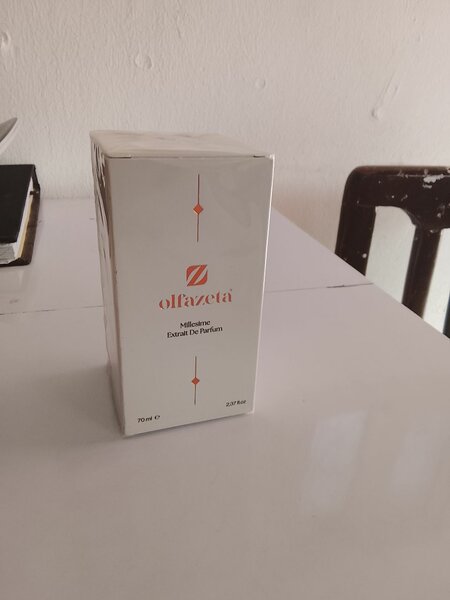 olfazeta®
Millesime
Extrait De Parfum
70 ml ℮
2,37 fl oz